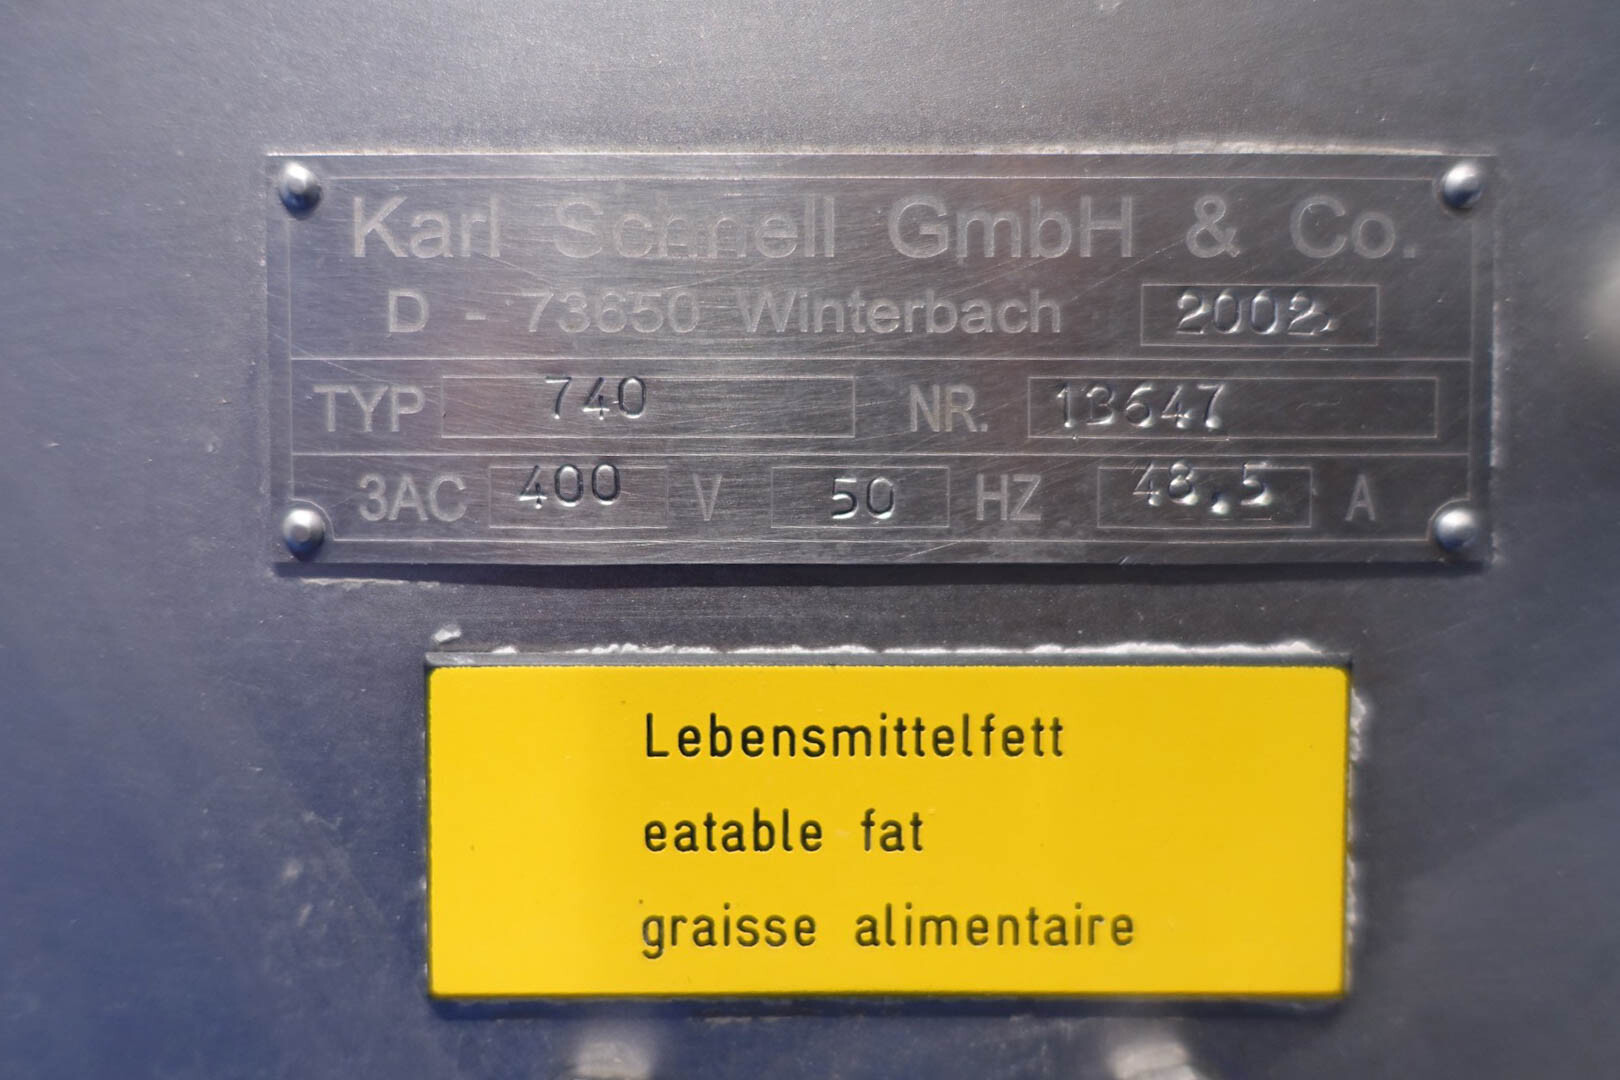 Karl Schnell GmbH & Co.
D - 73650 Winterbach 2002
TYP 740 NR. 13647
3AC 400 V 50 HZ 48,5 A
Lebensmittelfett
eatable fat
graisse alimentaire